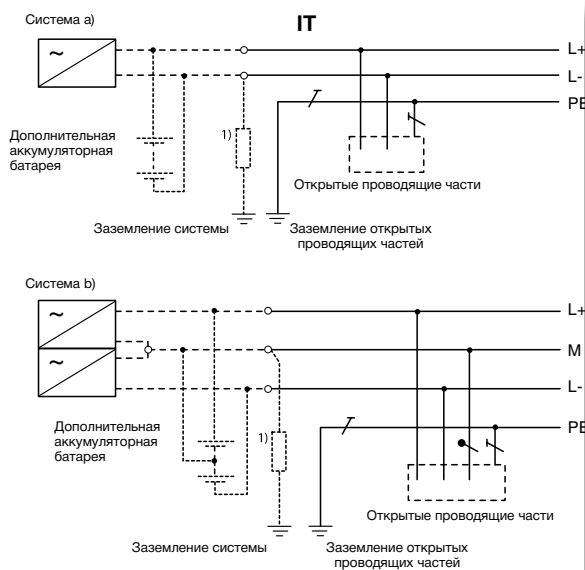 Система a)
IT
~
L+
L-
PE
Дополнительная
аккумуляторная
батарея
1)
Открытые проводящие части
Заземление системы
Заземление открытых
проводящих частей
Система b)
~
L+
~
M
L-
PE
Дополнительная
аккумуляторная
батарея
1)
Открытые проводящие части
Заземление системы
Заземление открытых
проводящих частей